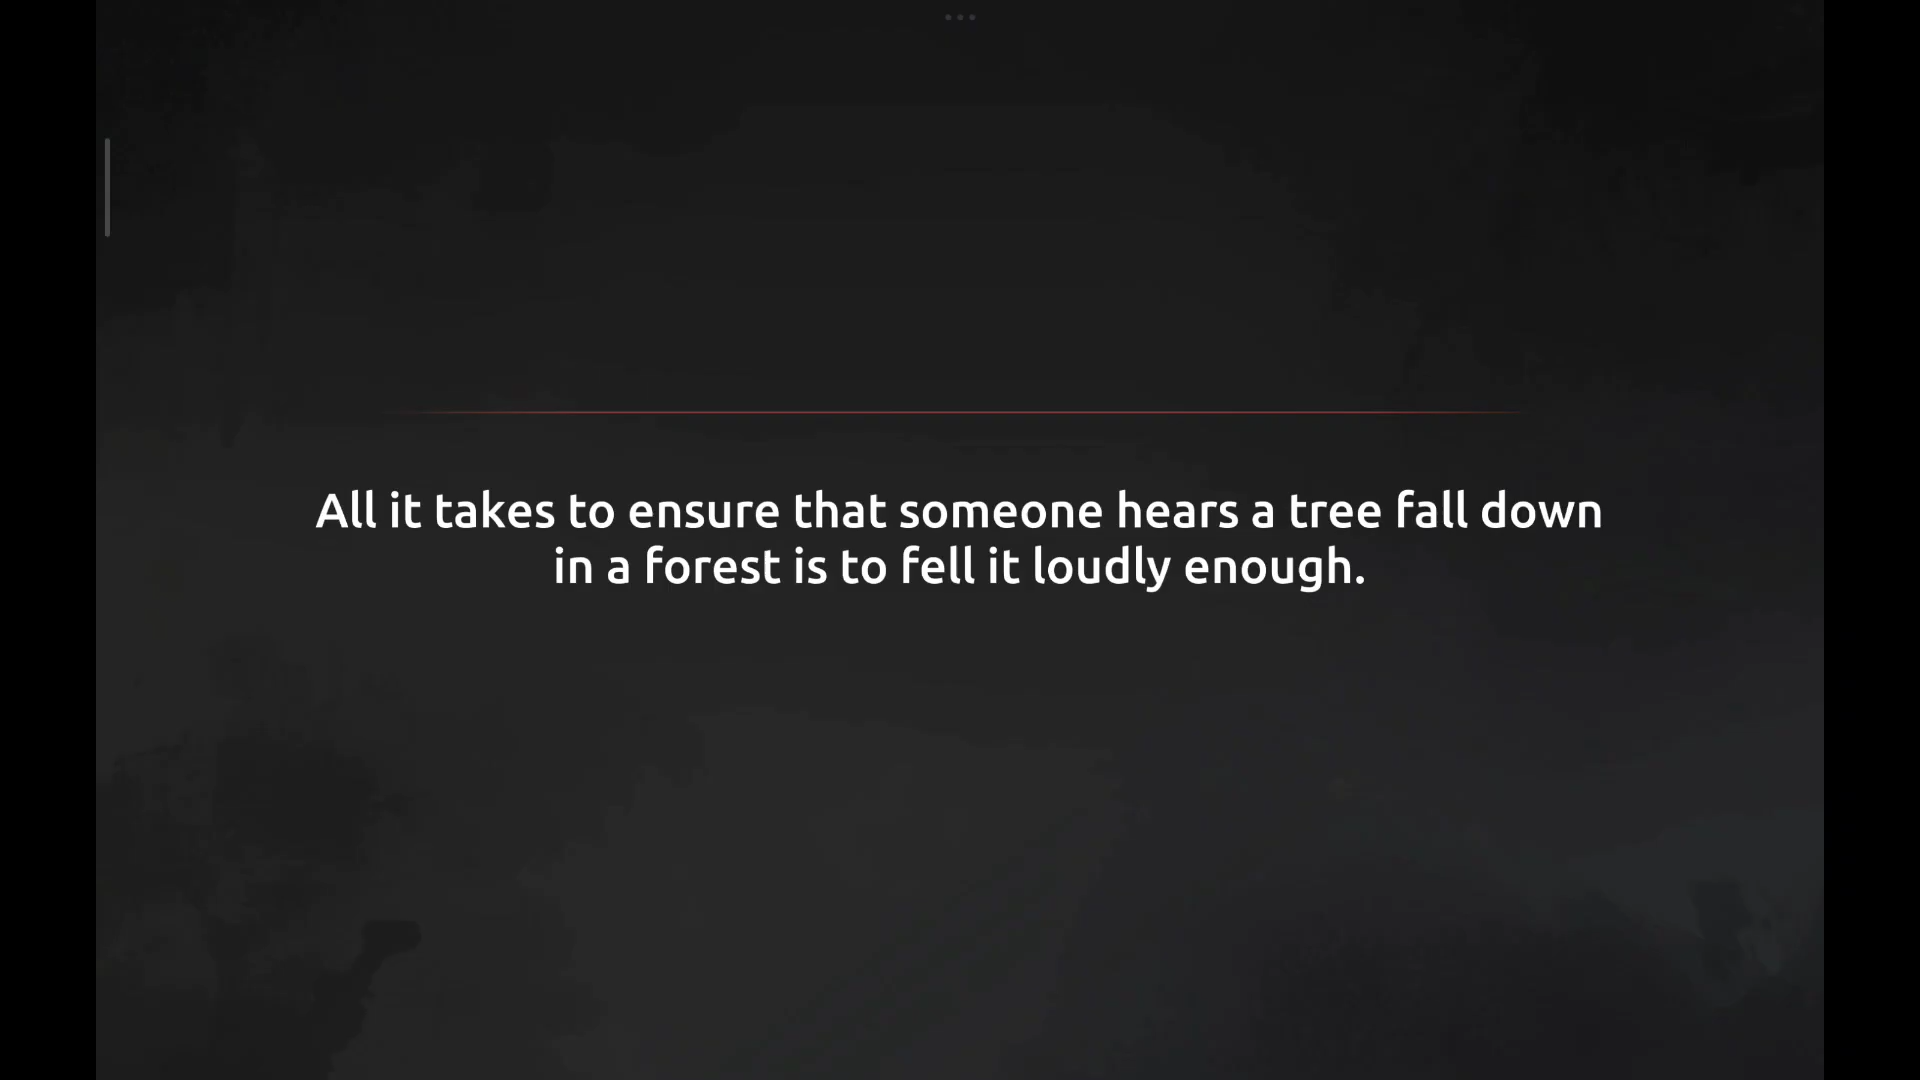 All it takes to ensure that someone hears a tree fall down
in a forest is to fell it loudly enough.